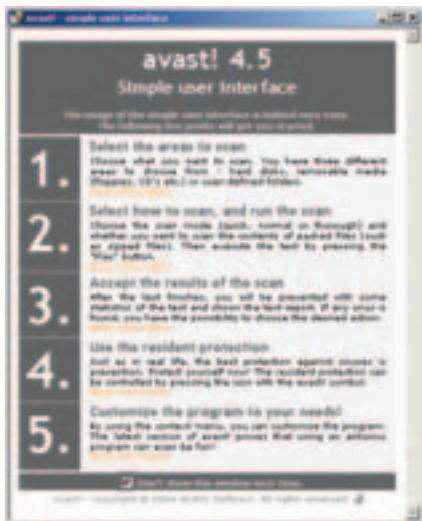 avast! - simple user interface
avast! 4.5
Simple user interface
The usage of the simple user interface is indeed very easy.
The following five points will get you started.
1.
Select the areas to scan
Choose what you want to scan. You have three different
areas to choose from - hard disks, removable media
(floppies, CD's etc.) or user-defined folders.
2.
Select how to scan, and run the scan
Choose the scan mode (quick, normal or thorough) and
whether you want to scan the contents of packed files (such
as zipped files). Then execute the test by pressing the
"Play" button.
3.
Accept the results of the scan
After the test finishes, you will be presented with some
statistics of the test and shown the test report. If any virus is
found, you have the possibility to choose the desired action.
4.
Use the resident protection
Just as in real life, the best protection against viruses is
prevention. Protect yourself now! The resident protection can
be controlled by pressing the icon with the avast! symbol.
5.
Customize the program to your needs!
By using the context menu, you can customize the program.
The latest version of avast! proves that using an antivirus
program can even be fun!
Don't show this window next time.
avast! - copyright © 2004 ALWIL Software. All rights reserved.